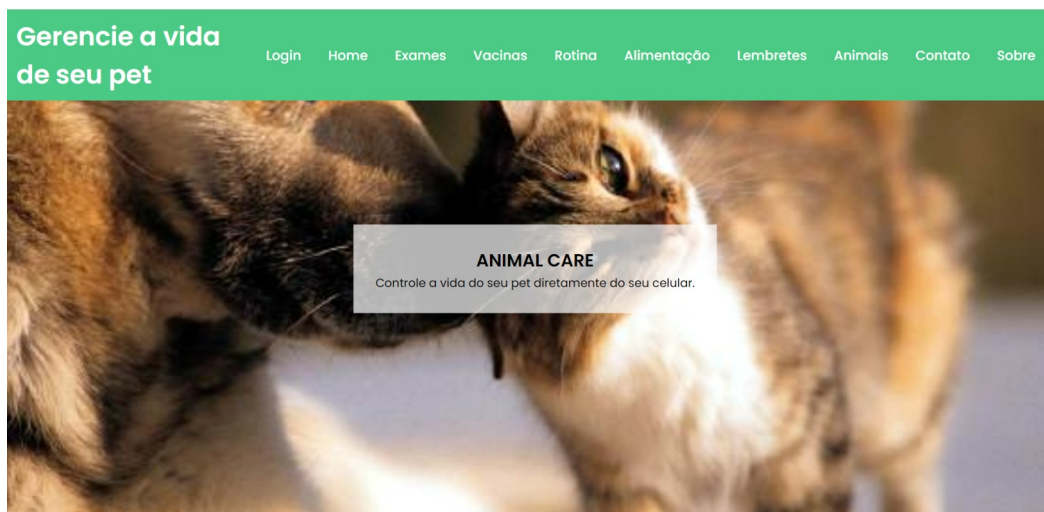 Gerencie a vida
de seu pet
Login Home Exames Vacinas Rotina Alimentação Lembretes Animais Contato Sobre
ANIMAL CARE
Controle a vida do seu pet diretamente do seu celular.